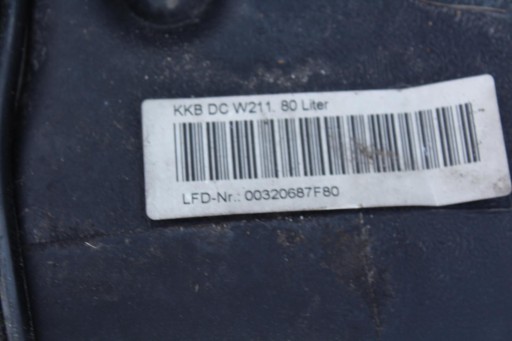 KKB DC W211. 80 Liter
LFD-Nr.: 00320687F80